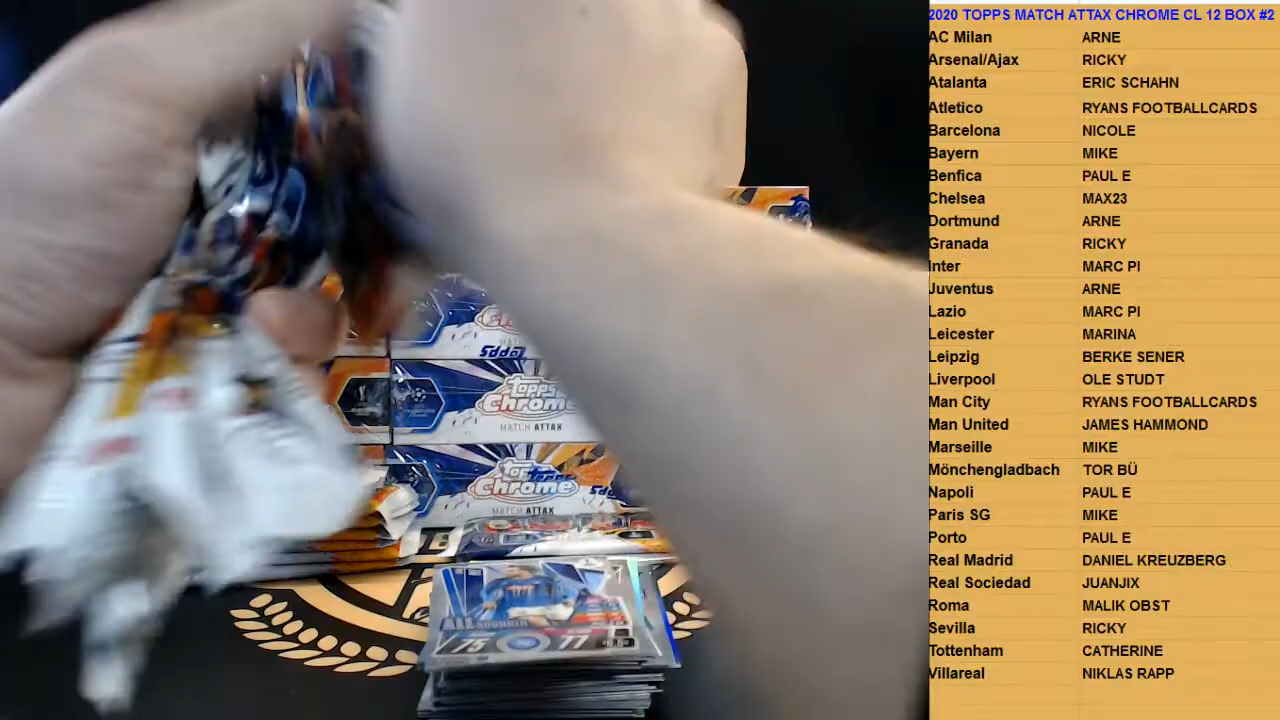 2020 TOPPS MATCH ATTAX CHROME CL 12 BOX #2
AC Milan ARNE
Arsenal/Ajax RICKY
Atalanta ERIC SCHAHN
Atletico RYANS FOOTBALLCARDS
Barcelona NICOLE
Bayern MIKE
Benfica PAUL E
Chelsea MAX23
Dortmund ARNE
Granada RICKY
Inter MARC PI
Juventus ARNE
Lazio MARC PI
Leicester MARINA
Leipzig BERKE SENER
Liverpool OLE STUDT
Man City RYANS FOOTBALLCARDS
Man United JAMES HAMMOND
Marseille MIKE
Mönchengladbach TOR BÜ
Napoli PAUL E
Paris SG MIKE
Porto PAUL E
Real Madrid DANIEL KREUZBERG
Real Sociedad JUANJIX
Roma MALIK OBST
Sevilla RICKY
Tottenham CATHERINE
Villareal NIKLAS RAPP
topps
Chrome
MATCH ATTAX
topps
Chrome
MATCH ATTAX
ALL ROUNDER
75 77